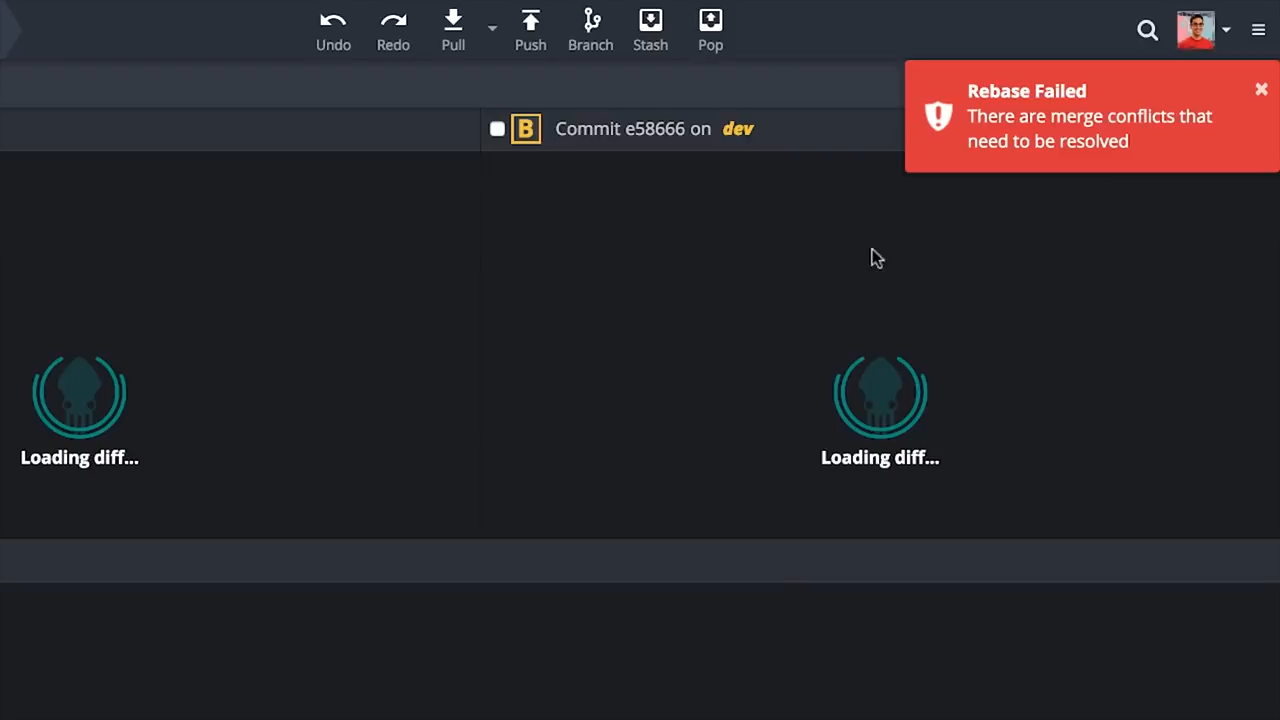 Undo Redo Pull Push Branch Stash Pop
Rebase Failed
There are merge conflicts that
need to be resolved
B Commit e58666 on dev
Loading diff... Loading diff...